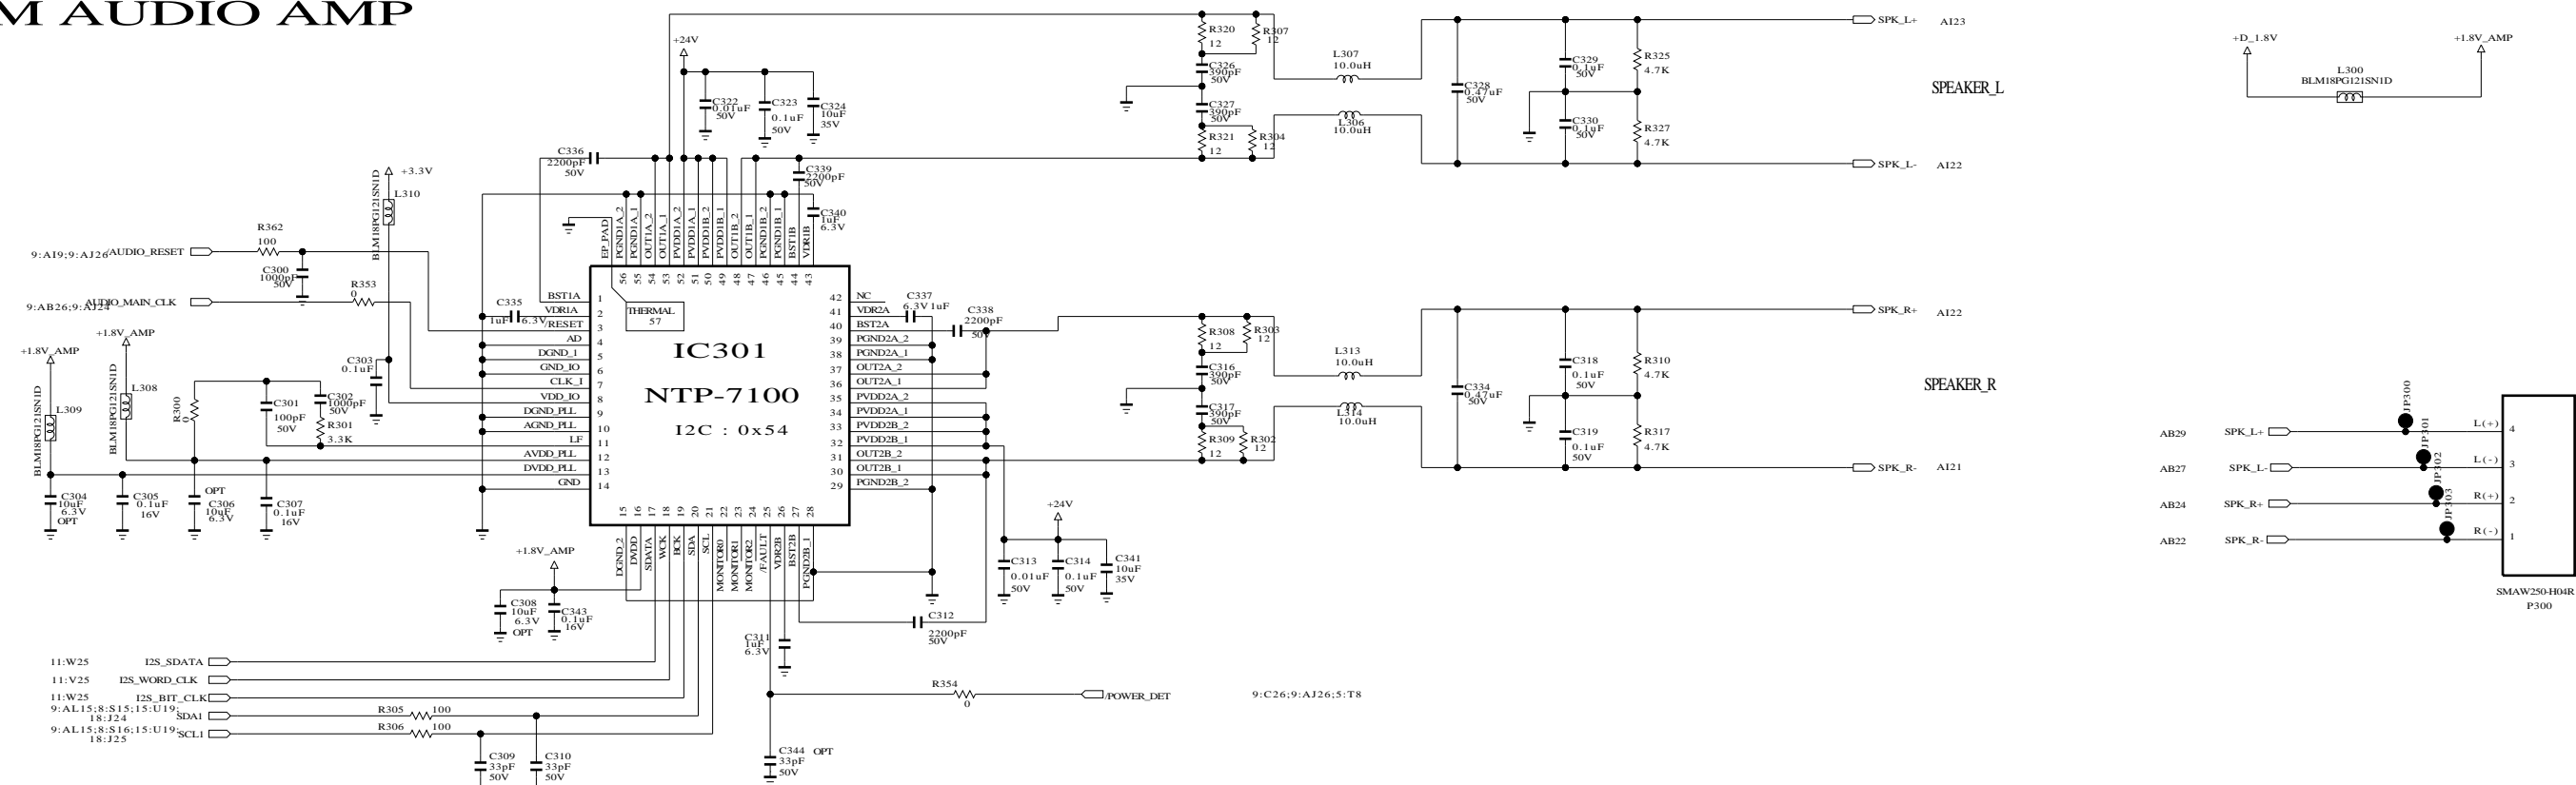 M AUDIO AMP
+24V
C322
0.01uF
50V
C323
0.1uF
50V
C324
10uF
35V
R320
12
R307
12
C326
390pF
50V
C327
390pF
50V
R321
12
R304
12
L307
10.0uH
L306
10.0uH
C328
0.47uF
50V
C329
0.1uF
50V
C330
0.1uF
50V
R325
4.7K
R327
4.7K
SPK_L+ AI23
SPEAKER_L
SPK_L- AI22
+D_1.8V
+1.8V_AMP
L300
BLM18PG121SN1D
C336
2200pF
50V
C339
2200pF
50V
C340
1uF
6.3V
+3.3V
L310
BLM18PG121SN1D
R362
100
9:AI9;9:AJ26 /AUDIO_RESET
C300
1000pF
50V
R353
0
9:AB26;9:AJ24 AUDIO_MAIN_CLK
+1.8V_AMP
+1.8V_AMP
L309
BLM18PG121SN1D
L308
BLM18PG121SN1D
R300
0
C301
100pF
50V
C302
1000pF
50V
R301
3.3K
C303
0.1uF
C304
10uF
6.3V
OPT
C305
0.1uF
16V
OPT
C306
10uF
6.3V
C307
0.1uF
16V
C335
1uF 6.3V
EP_PAD
PGND1A_2 56
PGND1A_1 55
OUT1A_2 54
OUT1A_1 53
PVDD1A_2 52
PVDD1A_1 51
PVDD1B_2 50
PVDD1B_1 49
OUT1B_2 48
OUT1B_1 47
PGND1B_2 46
PGND1B_1 45
BST1B 44
VDR1B 43
BST1A 1
VDR1A 2
/RESET 3
AD 4
DGND_1 5
GND_IO 6
CLK_I 7
VDD_IO 8
DGND_PLL 9
AGND_PLL 10
LF 11
AVDD_PLL 12
DVDD_PLL 13
GND 14
THERMAL
57
IC301
NTP-7100
I2C : 0x54
42 NC
41 VDR2A
40 BST2A
39 PGND2A_2
38 PGND2A_1
37 OUT2A_2
36 OUT2A_1
35 PVDD2A_2
34 PVDD2A_1
33 PVDD2B_2
32 PVDD2B_1
31 OUT2B_2
30 OUT2B_1
29 PGND2B_2
15 DGND_2
16 DVDD
17 SDATA
18 WCK
19 BCK
20 SDA
21 SCL
22 MONITOR0
23 MONITOR1
24 MONITOR2
25 /FAULT
26 VDR2B
27 BST2B
28 PGND2B_1
C337
6.3V 1uF
C338
2200pF
50V
R308
12
R303
12
C316
390pF
50V
C317
390pF
50V
R309
12
R302
12
L313
10.0uH
L314
10.0uH
C334
0.47uF
50V
C318
0.1uF
50V
C319
0.1uF
50V
R310
4.7K
R317
4.7K
SPK_R+ AI22
SPEAKER_R
SPK_R- AI21
+24V
C313
0.01uF
50V
C314
0.1uF
50V
C341
10uF
35V
C312
2200pF
50V
+1.8V_AMP
C308
10uF
6.3V
OPT
C343
0.1uF
16V
C311
1uF
6.3V
11:W25 I2S_SDATA
11:V25 I2S_WORD_CLK
11:W25 I2S_BIT_CLK
9:AL15;8:S15;15:U19;
18:J24 SDA1
9:AL15;8:S16;15:U19;
18:J25 SCL1
R305 100
R306 100
C309
33pF
50V
C310
33pF
50V
R354
0
/POWER_DET 9:C26;9:AJ26;5:T8
C344 OPT
33pF
50V
JP300
JP301
JP302
JP303
AB29 SPK_L+ L(+) 4
AB27 SPK_L- L(-) 3
AB24 SPK_R+ R(+) 2
AB22 SPK_R- R(-) 1
SMAW250-H04R
P300